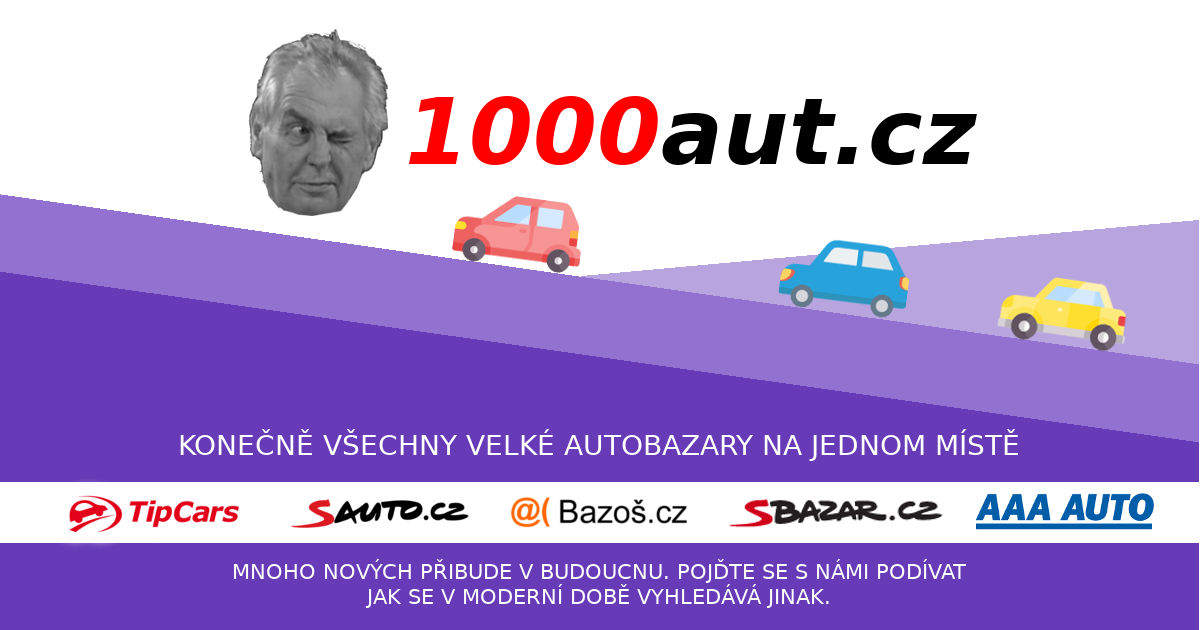 1000aut.cz
KONEČNĚ VŠECHNY VELKÉ AUTOBAZARY NA JEDNOM MÍSTĚ
TipCars SAUTO.CZ @( Bazoš.cz SBAZAR.CZ AAA AUTO
MNOHO NOVÝCH PŘIBUDE V BUDOUCNU. POJĎTE SE S NÁMI PODÍVAT
JAK SE V MODERNÍ DOBĚ VYHLEDÁVÁ JINAK.